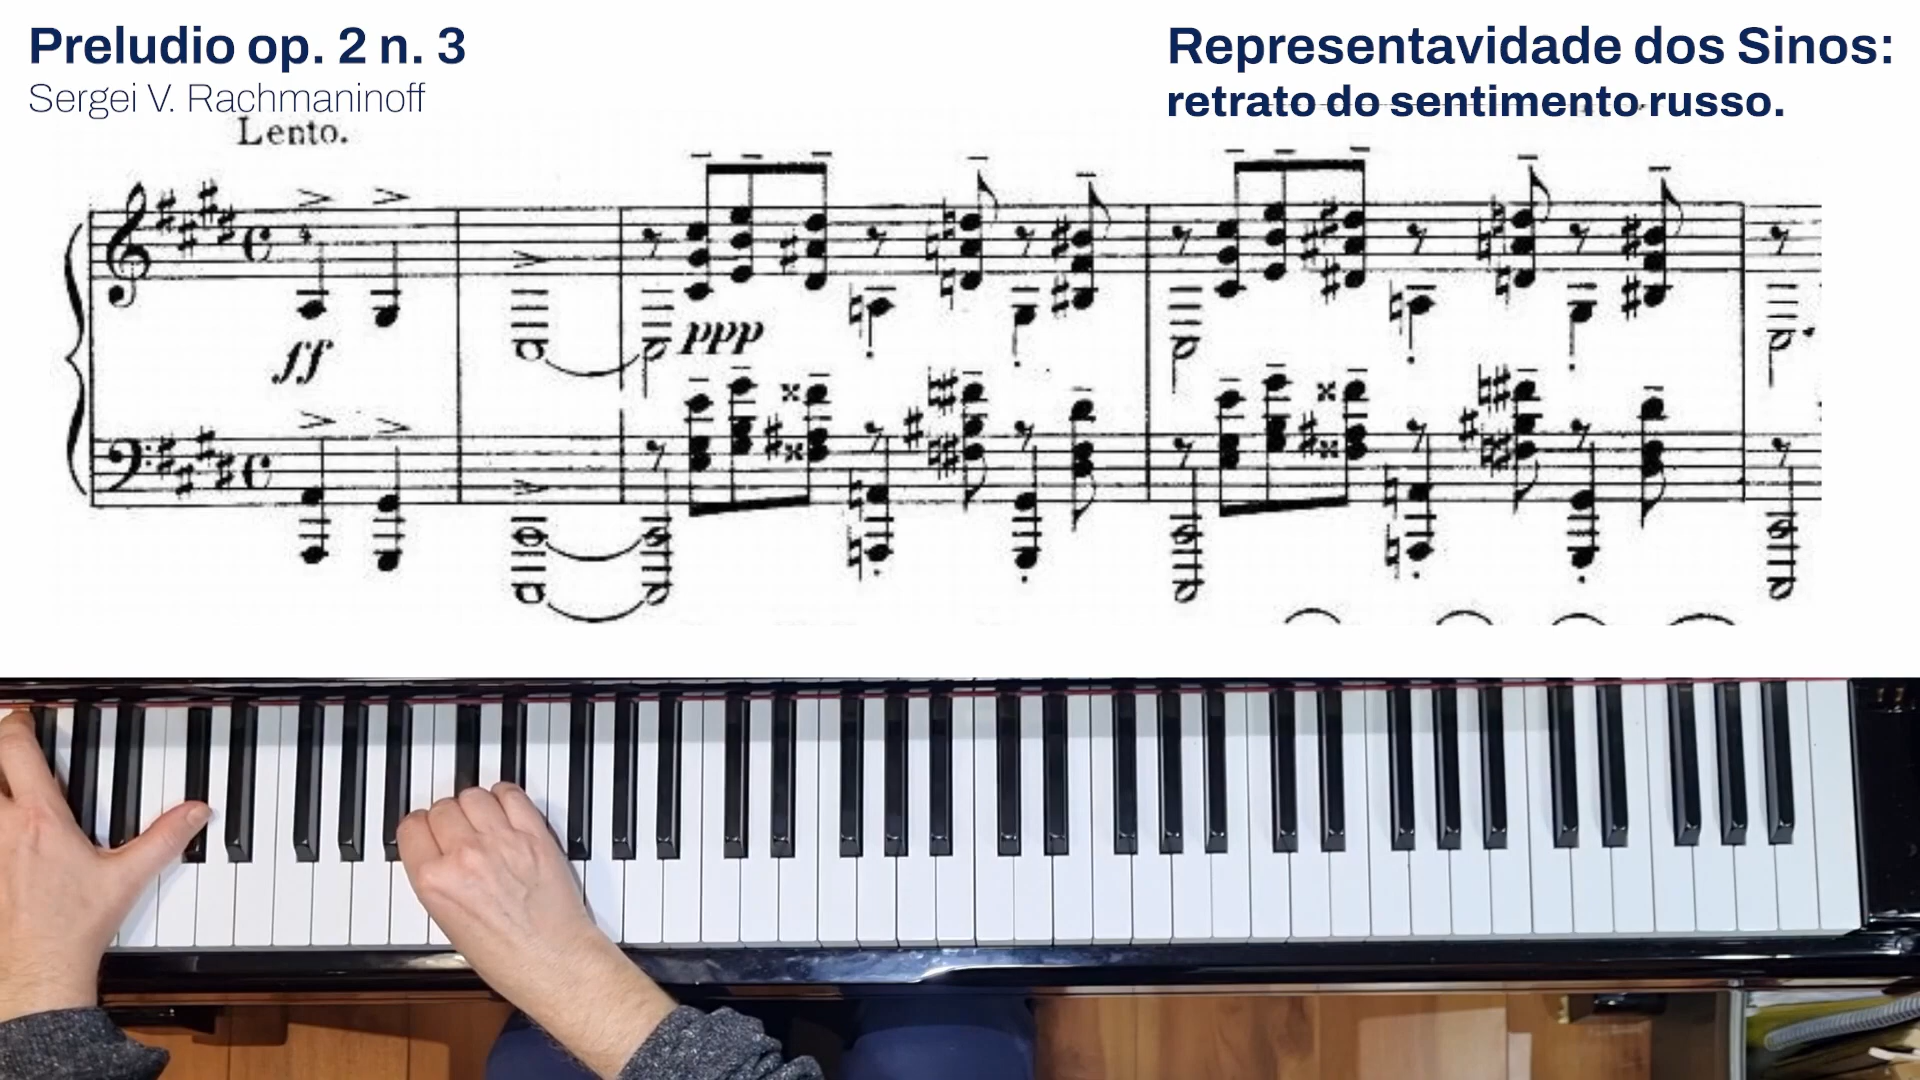 Preludio op. 2 n. 3
Sergei V. Rachmaninoff
Representavidade dos Sinos:
retrato do sentimento russo.
Lento.
ff
ppp